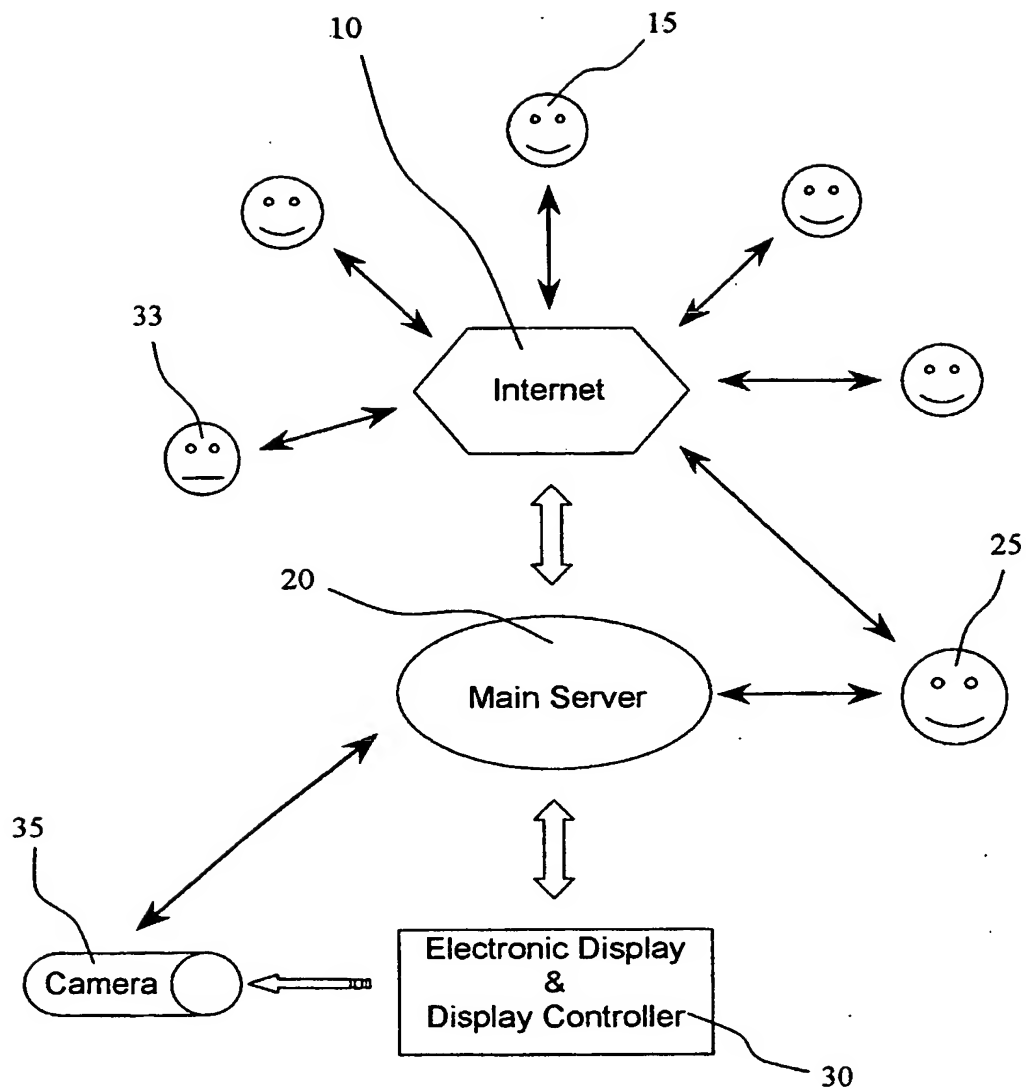 10
15
33
Internet
25
20
Main Server
35
Camera
Electronic Display
&
Display Controller
30